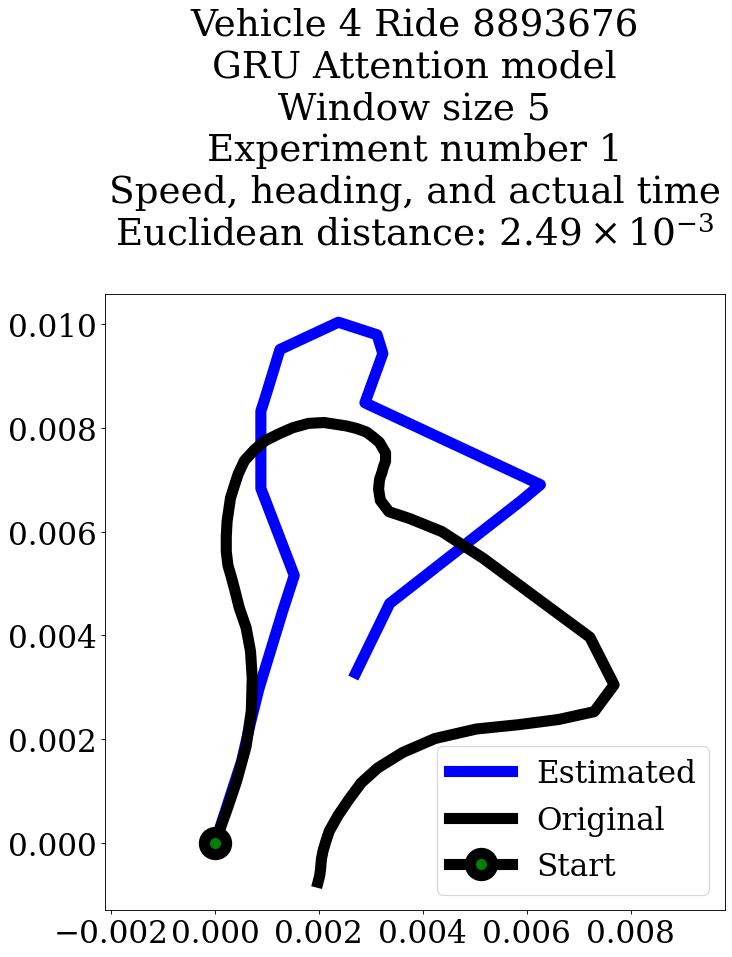 Vehicle 4 Ride 8893676
GRU Attention model
Window size 5
Experiment number 1
Speed, heading, and actual time
Euclidean distance: 2.49 × 10⁻³
0.010
0.008
0.006
0.004
0.002
0.000
Estimated
Original
Start
−0.002 0.000 0.002 0.004 0.006 0.008